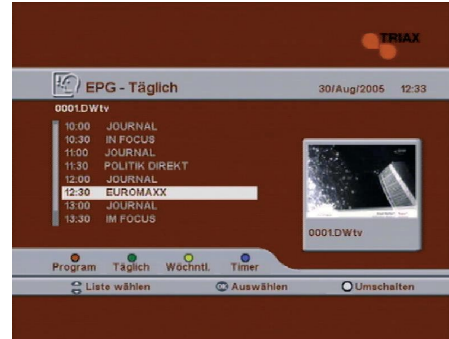 TRIAX
EPG - Täglich 30/Aug/2005 12:33
0001.DWtv
10:00 JOURNAL
10:30 IN FOCUS
11:00 JOURNAL
11:30 POLITIK DIREKT
12:00 JOURNAL
12:30 EUROMAXX
13:00 JOURNAL
13:30 IM FOCUS
0001.DWtv
Program Täglich Wöchntl. Timer
Liste wählen OK Auswählen Umschalten